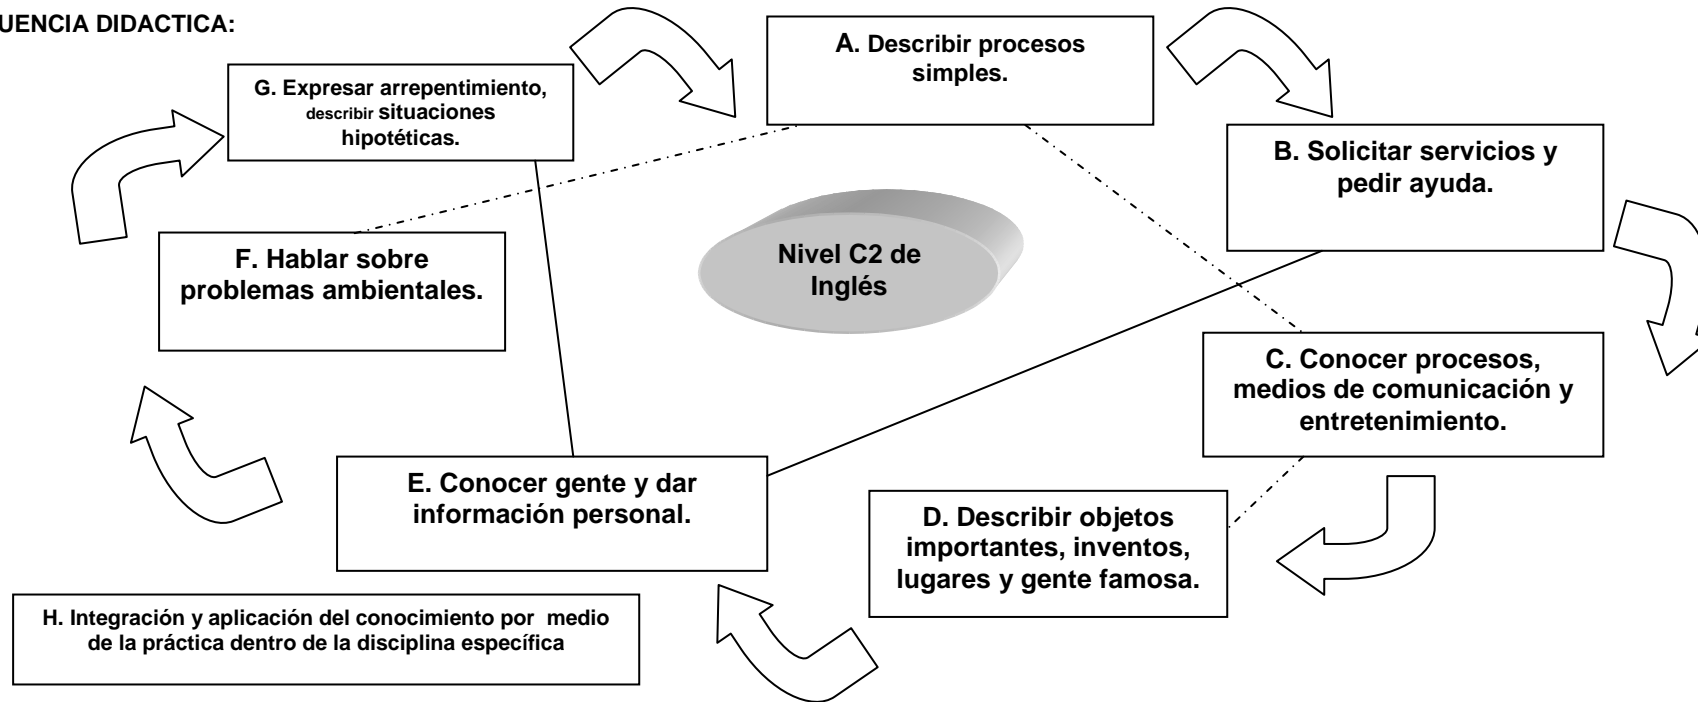 UENCIA DIDACTICA:
A. Describir procesos
simples.
G. Expresar arrepentimiento,
describir situaciones
hipotéticas.
B. Solicitar servicios y
pedir ayuda.
Nivel C2 de
Inglés
F. Hablar sobre
problemas ambientales.
C. Conocer procesos,
medios de comunicación y
entretenimiento.
E. Conocer gente y dar
información personal.
D. Describir objetos
importantes, inventos,
lugares y gente famosa.
H. Integración y aplicación del conocimiento por medio
de la práctica dentro de la disciplina específica